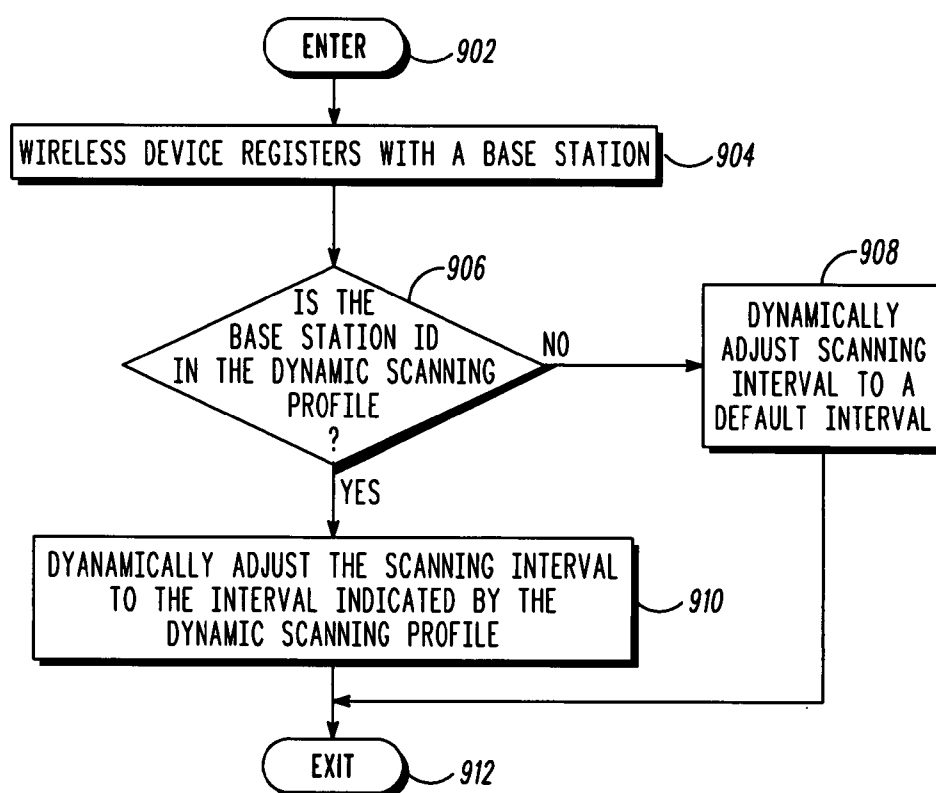 ENTER
902
WIRELESS DEVICE REGISTERS WITH A BASE STATION
904
906
IS THE
BASE STATION ID
IN THE DYNAMIC SCANNING
PROFILE
?
NO
908
DYNAMICALLY
ADJUST SCANNING
INTERVAL TO A
DEFAULT INTERVAL
YES
DYANAMICALLY ADJUST THE SCANNING INTERVAL
TO THE INTERVAL INDICATED BY THE
DYNAMIC SCANNING PROFILE
910
EXIT
912